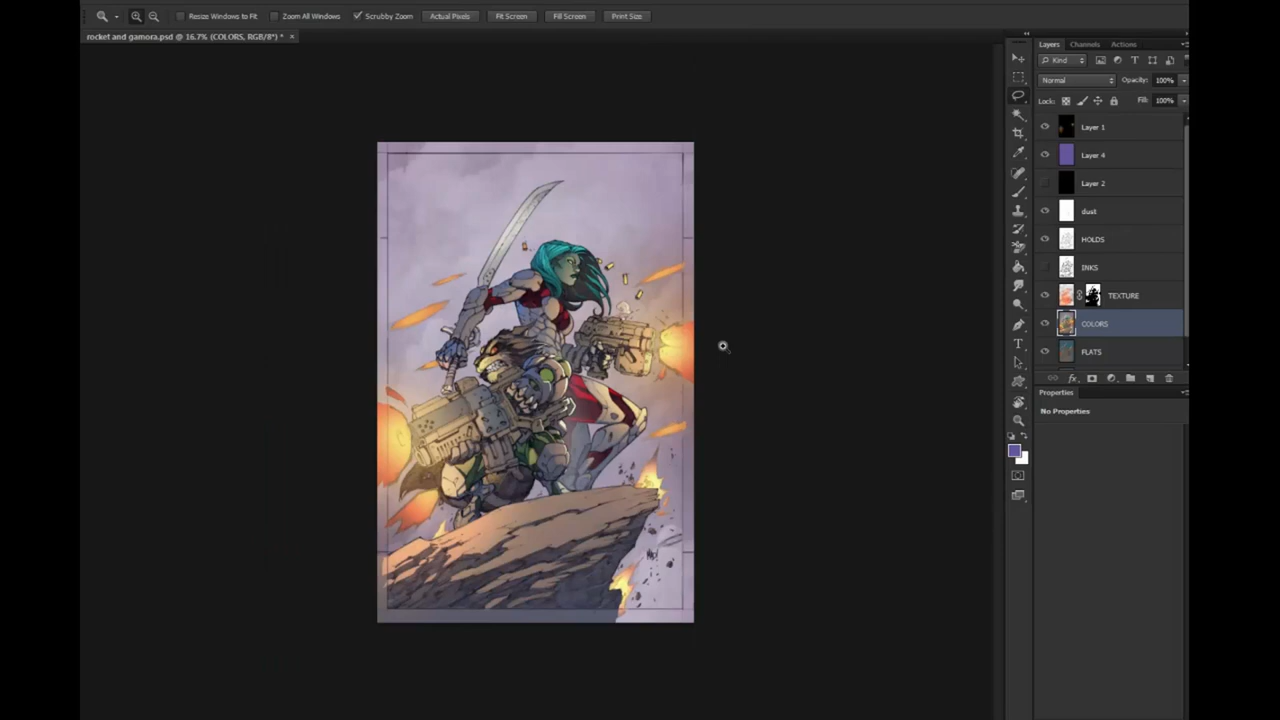 Resize Windows to Fit Zoom All Windows Scrubby Zoom Actual Pixels Fit Screen Fill Screen Print Size
rocket and gamora.psd @ 16.7% (COLORS, RGB/8*) * ×
Layers Channels Actions
Kind
Normal Opacity: 100%
Lock: Fill: 100%
Layer 1
Layer 4
Layer 2
dust
HOLDS
INKS
TEXTURE
COLORS
FLATS
fx
Properties
No Properties